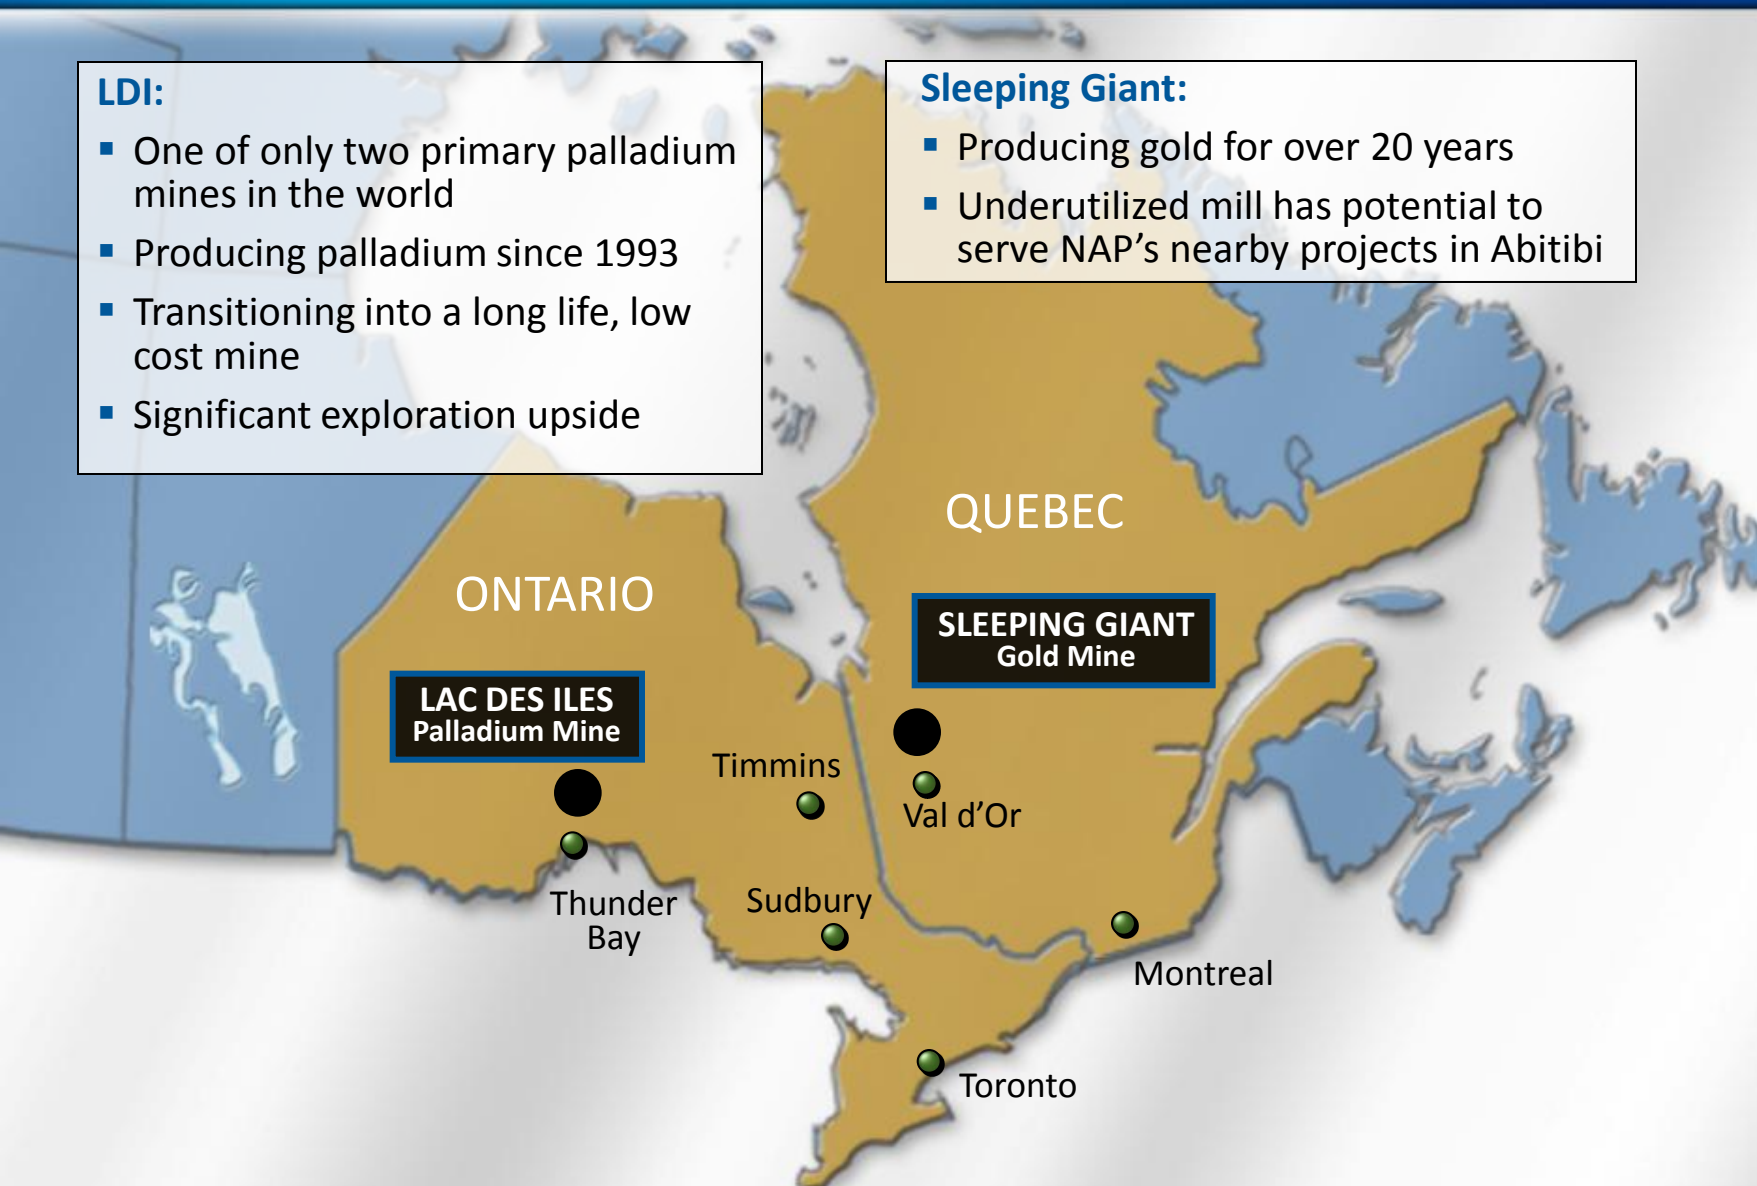 LDI:
▪ One of only two primary palladium
mines in the world
▪ Producing palladium since 1993
▪ Transitioning into a long life, low
cost mine
▪ Significant exploration upside
Sleeping Giant:
▪ Producing gold for over 20 years
▪ Underutilized mill has potential to
serve NAP’s nearby projects in Abitibi
QUEBEC
ONTARIO
SLEEPING GIANT
Gold Mine
LAC DES ILES
Palladium Mine
Timmins
Val d’Or
Thunder
Bay
Sudbury
Montreal
Toronto